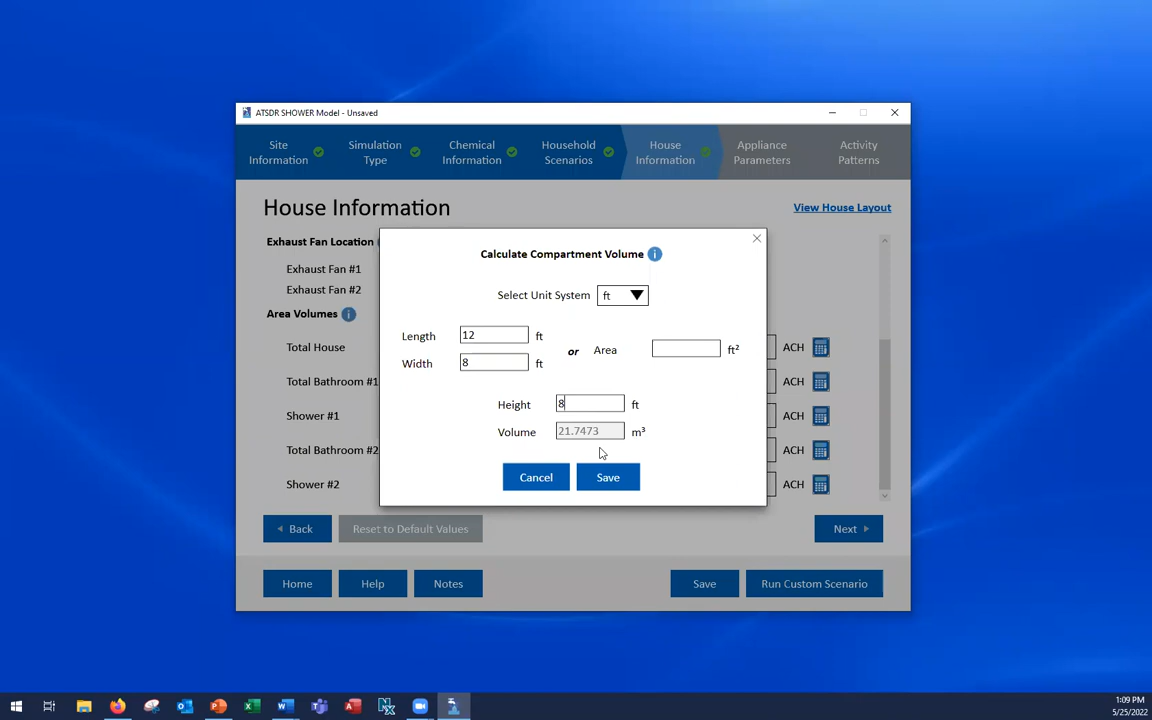 ATSDR SHOWER Model - Unsaved
Site Information
Simulation Type
Chemical Information
Household Scenarios
House Information
Appliance Parameters
Activity Patterns
House Information
View House Layout
Exhaust Fan Location
Exhaust Fan #1
Exhaust Fan #2
Area Volumes
Total House
ACH
Total Bathroom #1
ACH
Shower #1
ACH
Total Bathroom #2
ACH
Shower #2
ACH
Calculate Compartment Volume
Select Unit System ft
Length 12 ft
or Area ft²
Width 8 ft
Height 8 ft
Volume 21.7473 m³
Cancel Save
Back Reset to Default Values Next
Home Help Notes Save Run Custom Scenario
1:09 PM
5/25/2022